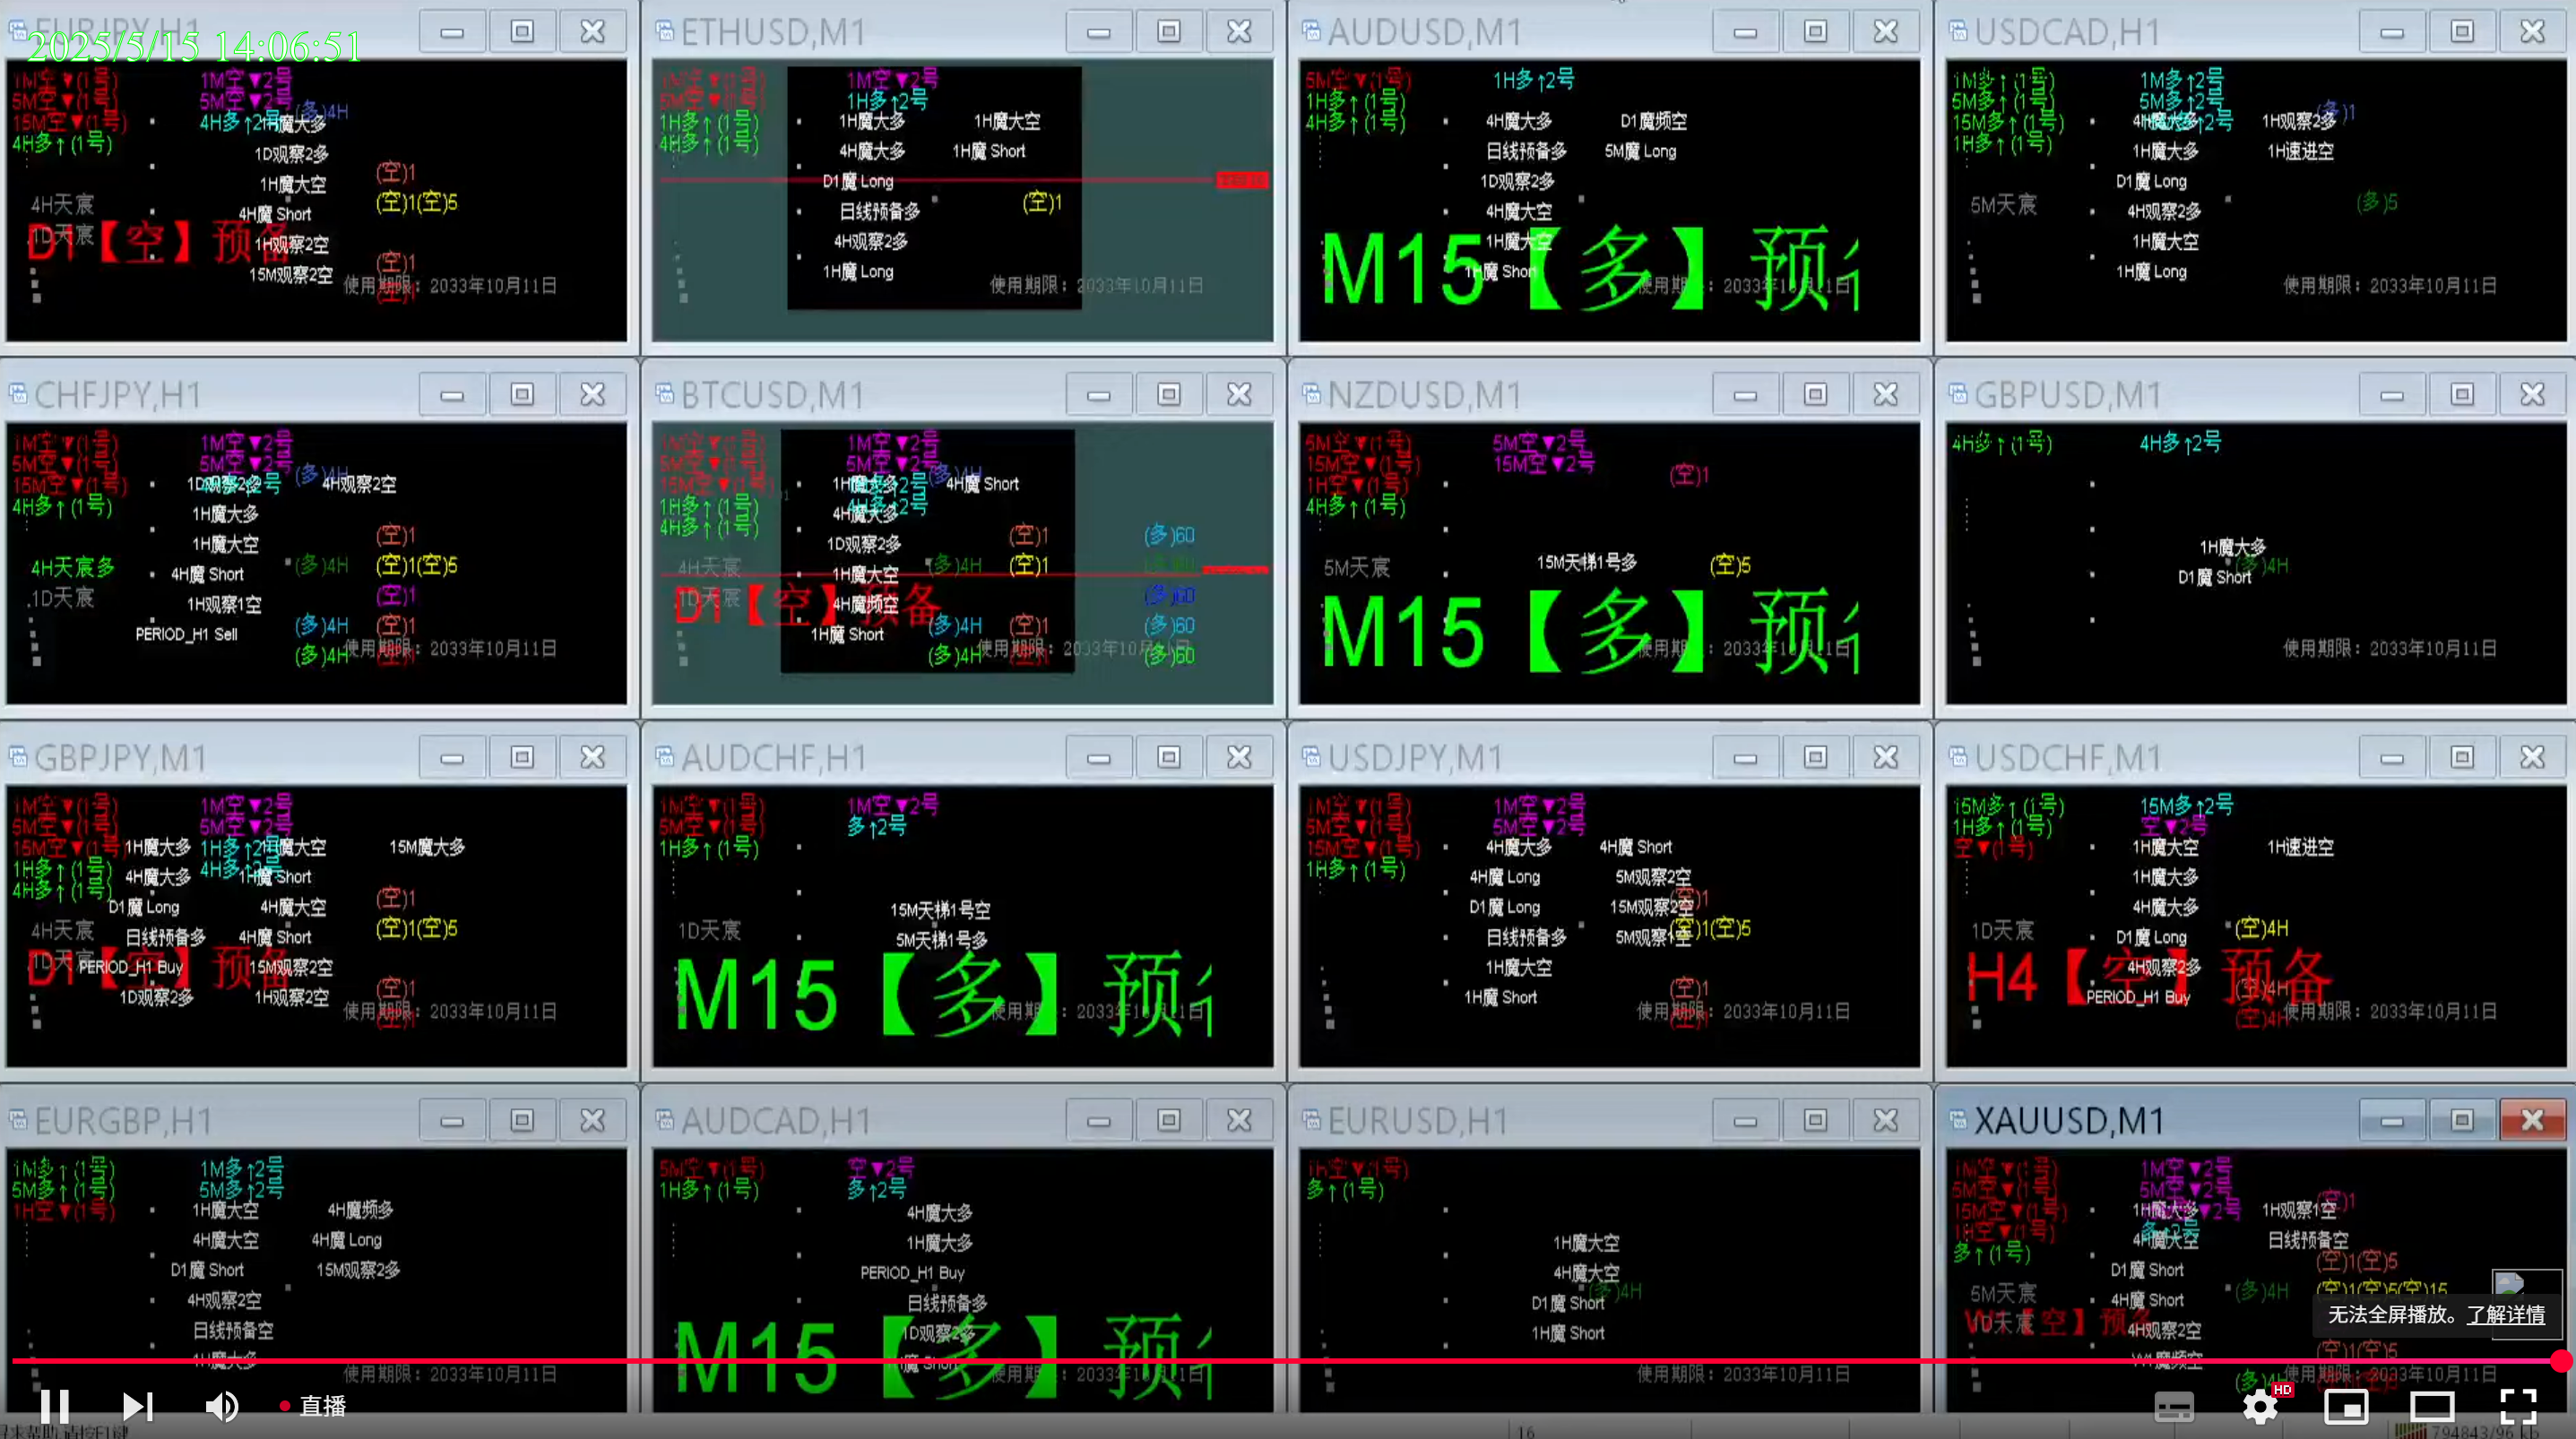 EURJPY,H1
2025/5/15 14:06:51
1M空▼(1号) 1M空▼2号
5M空▼(1号) 5M空▼2号 (多)4H
15M空▼(1号) 4H多↑2号 1H魔大多
4H多↑(1号)
1D观察2多
1H魔大空 (空)1
4H天宸 4H魔 Short (空)1(空)5
1D天宸 D1【空】预备 1H观察2空
15M观察2空 (空)1
使用期限：2033年10月11日
ETHUSD,M1
1M空▼(1号) 1M空▼2号
5M空▼(1号) 1H多↑2号
1H多↑(1号) 1H魔大多 1H魔大空
4H多↑(1号) 4H魔大多 1H魔 Short
D1魔 Long
日线预备多 (空)1
4H观察2多
1H魔 Long
使用期限：2033年10月11日
AUDUSD,M1
5M空▼(1号) 1H多↑2号
1H多↑(1号)
4H多↑(1号) 4H魔大多 D1魔频空
日线预备多 5M魔 Long
1D观察2多
4H魔大空
1H魔大空
M15【多】预
1H魔 Short
2033年10月11日
USDCAD,H1
1M多↑(1号) 1M多↑2号
5M多↑(1号) 5M多↑2号 (多)1
15M多↑(1号) 4H魔大多 1H观察2多
1H多↑(1号) 1H魔大多 1H速进空
D1魔 Long
5M天宸 4H观察2多 (多)5
1H魔大空
1H魔 Long
使用期限：2033年10月11日
CHFJPY,H1
1M空▼(1号) 1M空▼2号
5M空▼(1号) 5M空▼2号 (多)4H
15M空▼(1号) 1D观察2多 4H观察2空
4H多↑(1号) 1H魔大多
1H魔大空 (空)1
4H天宸多 4H魔 Short (多)4H (空)1(空)5
1D天宸 1H观察1空 (空)1
PERIOD_H1 Sell (多)4H (空)1
(多)4H 使用期限：2033年10月11日
BTCUSD,M1
1M空▼(1号) 1M空▼2号
5M空▼(1号) 5M空▼2号 (多)4H
15M空▼(1号) 1H魔大多 4H魔 Short
1H多↑(1号) 4H魔大多
4H多↑(1号) 1D观察2多 (空)1 (多)60
4H天宸 1H魔大空 (多)4H (空)1
1D天宸 D1【空】预备 4H魔频空 (多)60
1H魔 Short (多)4H (空)1 (多)60
(多)4H 使用期限：2033年10月11日 (多)60
NZDUSD,M1
5M空▼(1号) 5M空▼2号
15M空▼(1号) 15M空▼2号 (空)1
1H空▼(1号)
4H多↑(1号)
5M天宸 15M天梯1号多 (空)5
M15【多】预
2033年10月11日
GBPUSD,M1
4H多↑(1号) 4H多↑2号
1H魔大多
(多)4H
D1魔 Short
使用期限：2033年10月11日
GBPJPY,M1
1M空▼(1号) 1M空▼2号
5M空▼(1号) 5M空▼2号
15M空▼(1号) 1H魔大多 1H多↑2号 1H魔大空 15M魔大多
1H多↑(1号) 4H魔大多 4H多↑2号 1H魔 Short
4H多↑(1号) D1魔 Long 4H魔大空 (空)1
4H天宸 日线预备多 4H魔 Short (空)1(空)5
1D天宸 D1【空】预备 PERIOD_H1 Buy 15M观察2空
1D观察2多 1H观察2空 (空)1
使用期限：2033年10月11日
AUDCHF,H1
1M空▼(1号) 1M空▼2号
5M空▼(1号) 多↑2号
1H多↑(1号)
15M天梯1号空
1D天宸 5M天梯1号多
M15【多】预
2033年10月11日
USDJPY,M1
1M空▼(1号) 1M空▼2号
5M空▼(1号) 5M空▼2号
15M空▼(1号) 4H魔大多 4H魔 Short
1H多↑(1号) 4H魔 Long 5M观察2空
D1魔 Long 15M观察2空 (空)1
日线预备多 5M观察1空 (空)1(空)5
1H魔大空
1H魔 Short (空)1
使用期限：2033年10月11日
USDCHF,M1
15M多↑(1号) 15M多↑2号
1H多↑(1号) 空▼2号
空▼(1号) 1H魔大空 1H速进空
1H魔大多
4H魔大多
1D天宸 D1魔 Long (空)4H
H4【空】预备 4H观察2多
PERIOD_H1 Buy (空)4H
(空)4H 使用期限：2033年10月11日
EURGBP,H1
1M多↑(1号) 1M多↑2号
5M多↑(1号) 5M多↑2号
1H空▼(1号) 1H魔大空 4H魔频多
4H魔大空 4H魔 Long
D1魔 Short 15M观察2多
4H观察2空
日线预备空
1H魔大多
使用期限：2033年10月11日
AUDCAD,H1
5M空▼(1号) 空▼2号
1H多↑(1号) 多↑2号
4H魔大多
1H魔大多
PERIOD_H1 Buy
日线预备多
1D观察2多
M15【多】预
2033年10月11日
EURUSD,H1
1H空▼(1号)
多↑(1号)
1H魔大空
4H魔大空
(多)4H
D1魔 Short
1H魔 Short
使用期限：2033年10月11日
XAUUSD,M1
1M空▼(1号) 1M空▼2号
5M空▼(1号) 5M空▼2号 (空)1
15M空▼(1号) 1H魔大多 1H观察1空
1H空▼(1号) 4H魔大空 日线预备空
多↑(1号) D1魔 Short (空)1(空)5
5M天宸 4H魔 Short (多)4H (空)1(空)5(空)15
4H观察2空
W1魔频空 (空)1(空)5
使用期限：2033年10月11日
无法全屏播放。了解详情
直播
HD
16
794843/96 kb